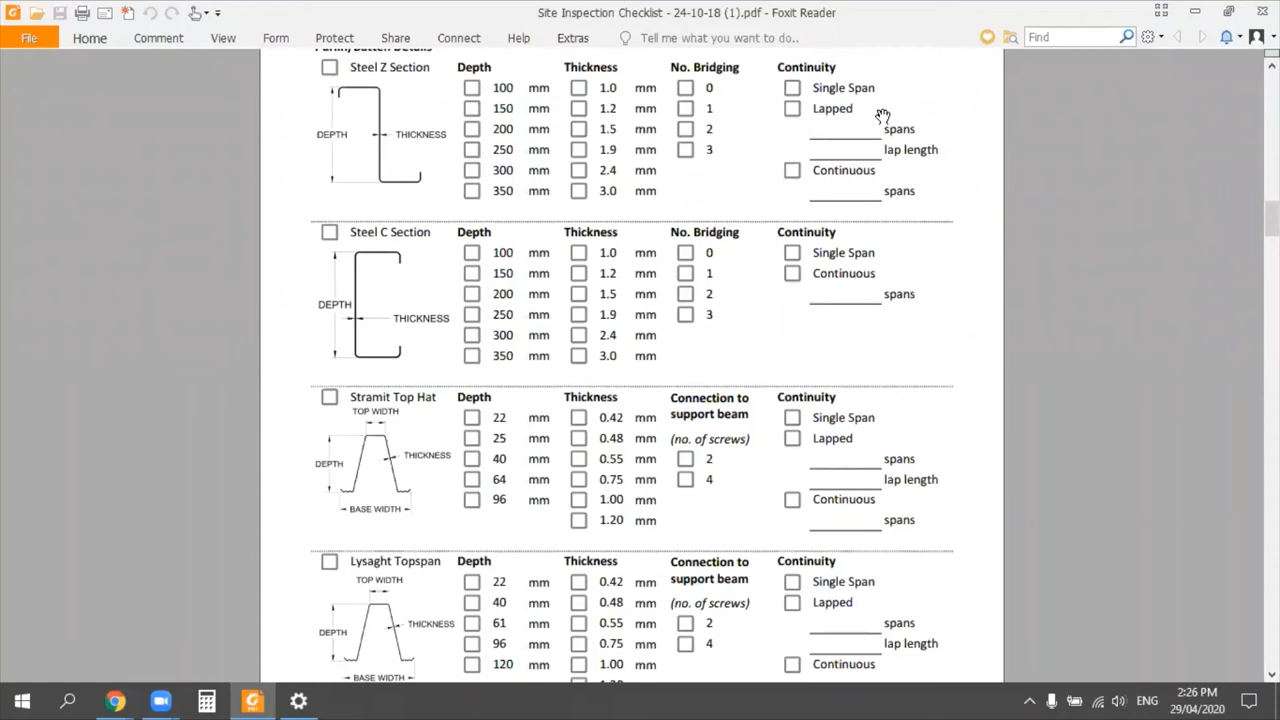 Site Inspection Checklist - 24-10-18 (1).pdf - Foxit Reader
File Home Comment View Form Protect Share Connect Help Extras Tell me what you want to do... Find
Purlin/Batten Details
Steel Z Section Depth Thickness No. Bridging Continuity
100 mm 1.0 mm 0 Single Span
150 mm 1.2 mm 1 Lapped
DEPTH THICKNESS 200 mm 1.5 mm 2 spans
250 mm 1.9 mm 3 lap length
300 mm 2.4 mm Continuous
350 mm 3.0 mm spans
Steel C Section Depth Thickness No. Bridging Continuity
100 mm 1.0 mm 0 Single Span
150 mm 1.2 mm 1 Continuous
DEPTH 200 mm 1.5 mm 2 spans
THICKNESS 250 mm 1.9 mm 3
300 mm 2.4 mm
350 mm 3.0 mm
Stramit Top Hat Depth Thickness Connection to Continuity
TOP WIDTH 22 mm 0.42 mm support beam Single Span
25 mm 0.48 mm (no. of screws) Lapped
DEPTH THICKNESS 40 mm 0.55 mm 2 spans
64 mm 0.75 mm 4 lap length
BASE WIDTH 96 mm 1.00 mm Continuous
1.20 mm spans
Lysaght Topspan Depth Thickness Connection to Continuity
TOP WIDTH 22 mm 0.42 mm support beam Single Span
40 mm 0.48 mm (no. of screws) Lapped
DEPTH THICKNESS 61 mm 0.55 mm 2 spans
96 mm 0.75 mm 4 lap length
BASE WIDTH 120 mm 1.00 mm Continuous
ENG 2:26 PM
29/04/2020